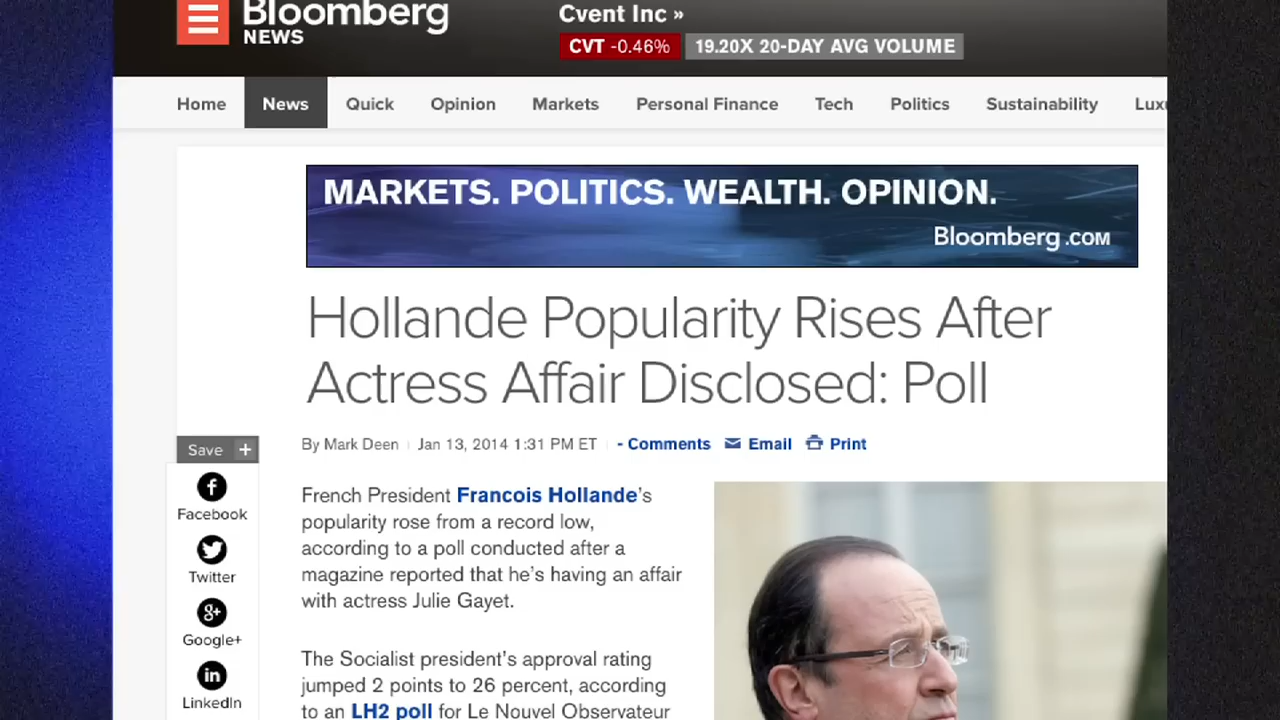 Bloomberg
NEWS
Cvent Inc »
CVT -0.46%
19.20X 20-DAY AVG VOLUME
Home
News
Quick
Opinion
Markets
Personal Finance
Tech
Politics
Sustainability
MARKETS. POLITICS. WEALTH. OPINION.
Bloomberg.COM
Hollande Popularity Rises After
Actress Affair Disclosed: Poll
By Mark Deen | Jan 13, 2014 1:31 PM ET | - Comments Email Print
Save +
Facebook
Twitter
Google+
LinkedIn
French President Francois Hollande's
popularity rose from a record low,
according to a poll conducted after a
magazine reported that he's having an affair
with actress Julie Gayet.
The Socialist president's approval rating
jumped 2 points to 26 percent, according
to an LH2 poll for Le Nouvel Observateur